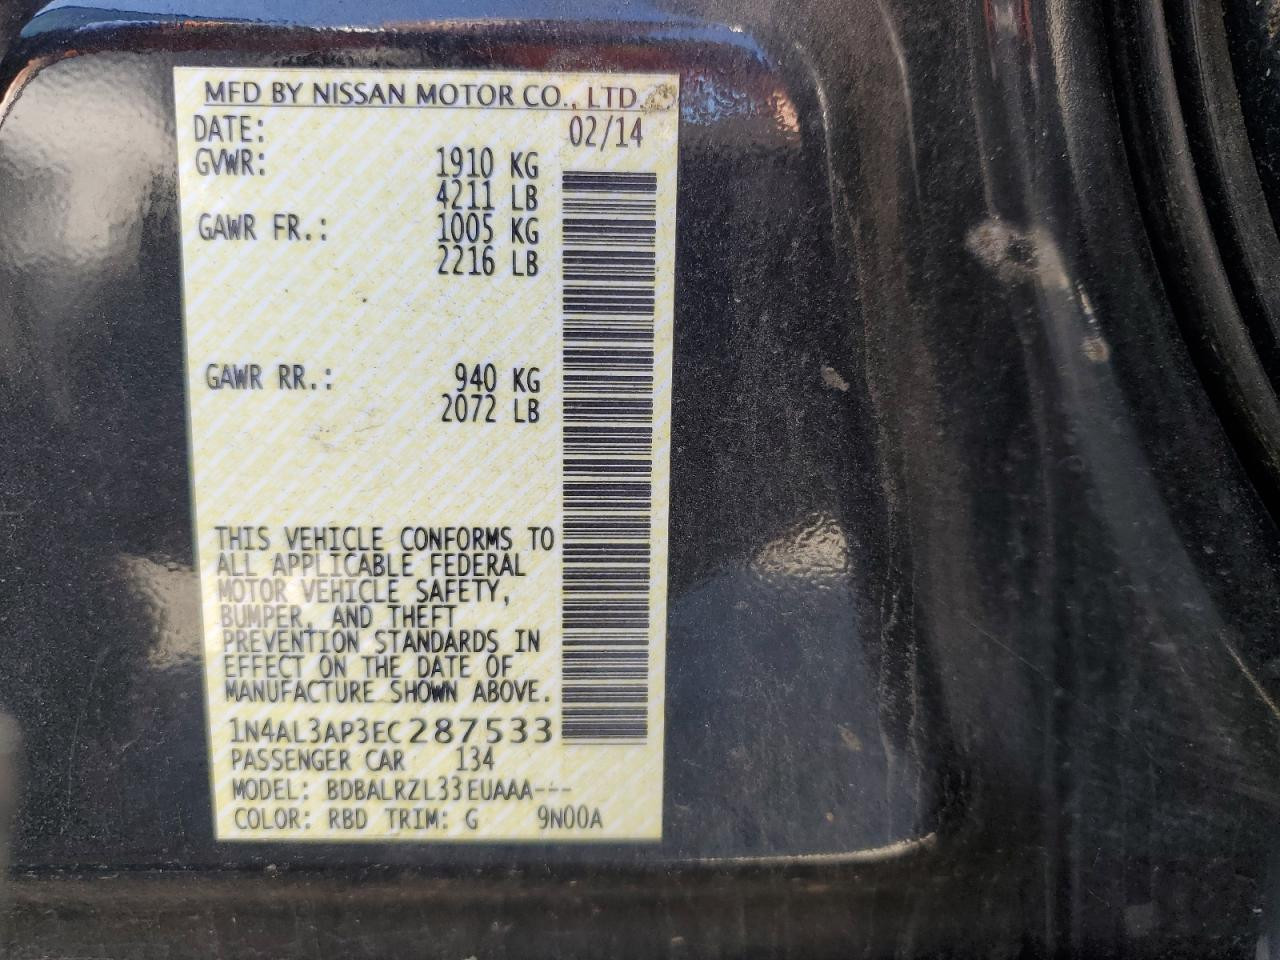 MFD BY NISSAN MOTOR CO., LTD.
DATE: 02/14
GVWR: 1910 KG
4211 LB
GAWR FR.: 1005 KG
2216 LB
GAWR RR.: 940 KG
2072 LB
THIS VEHICLE CONFORMS TO
ALL APPLICABLE FEDERAL
MOTOR VEHICLE SAFETY,
BUMPER, AND THEFT
PREVENTION STANDARDS IN
EFFECT ON THE DATE OF
MANUFACTURE SHOWN ABOVE.
1N4AL3AP3EC287533
PASSENGER CAR 134
MODEL: BDBALRZL33EUAAA---
COLOR: RBD TRIM: G 9N00A